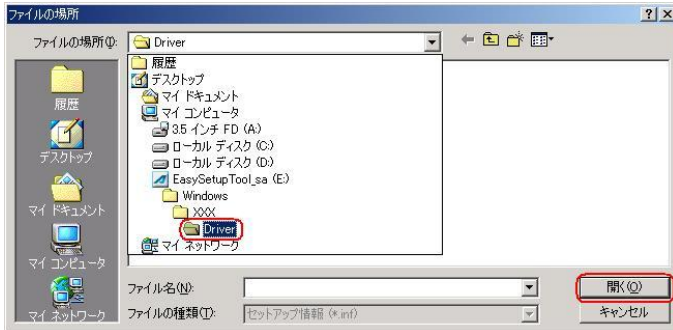 ファイルの場所
ファイルの場所(I):
Driver
履歴
デスクトップ
マイ ドキュメント
マイ コンピュータ
3.5 インチ FD (A:)
ローカル ディスク (C:)
ローカル ディスク (D:)
EasySetupTool_sa (E:)
Windows
XXX
Driver
マイ ネットワーク
履歴
デスクトップ
マイ ドキュメント
マイ コンピュータ
マイ ネットワーク
ファイル名(N):
開く(O)
ファイルの種類(T):
セットアップ情報 (*.inf)
キャンセル